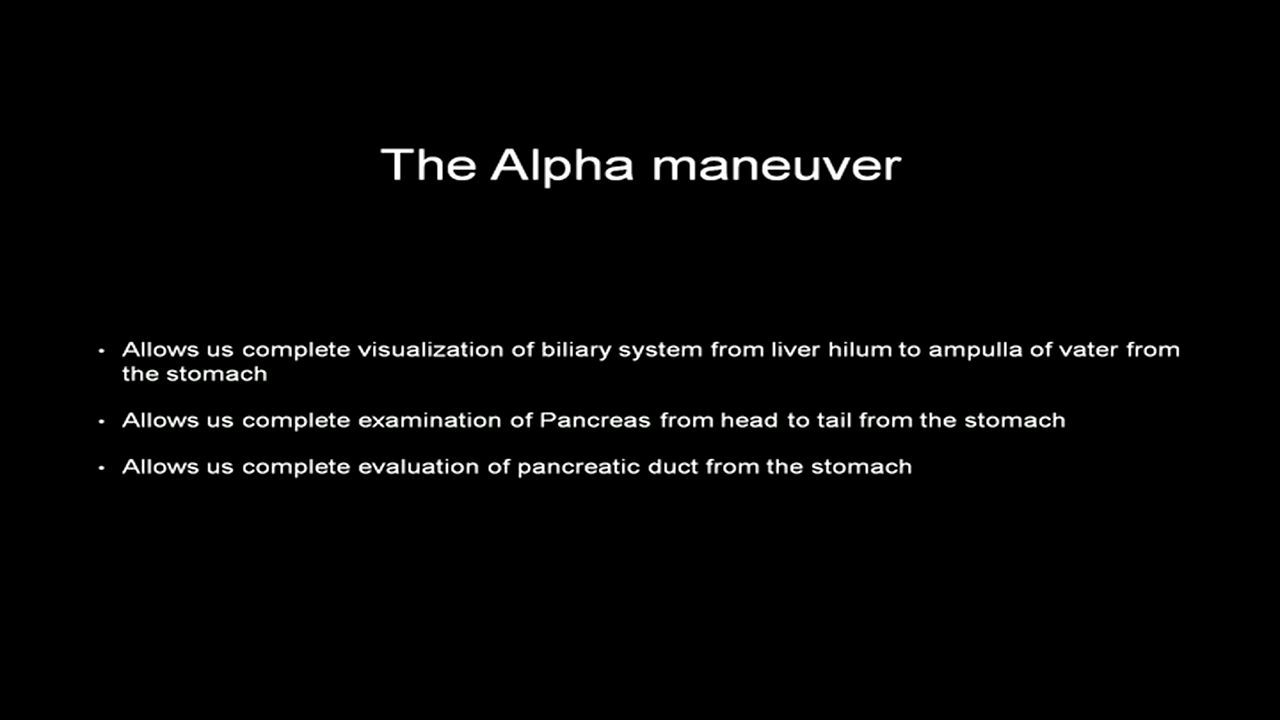 The Alpha maneuver
• Allows us complete visualization of biliary system from liver hilum to ampulla of vater from
the stomach
• Allows us complete examination of Pancreas from head to tail from the stomach
• Allows us complete evaluation of pancreatic duct from the stomach